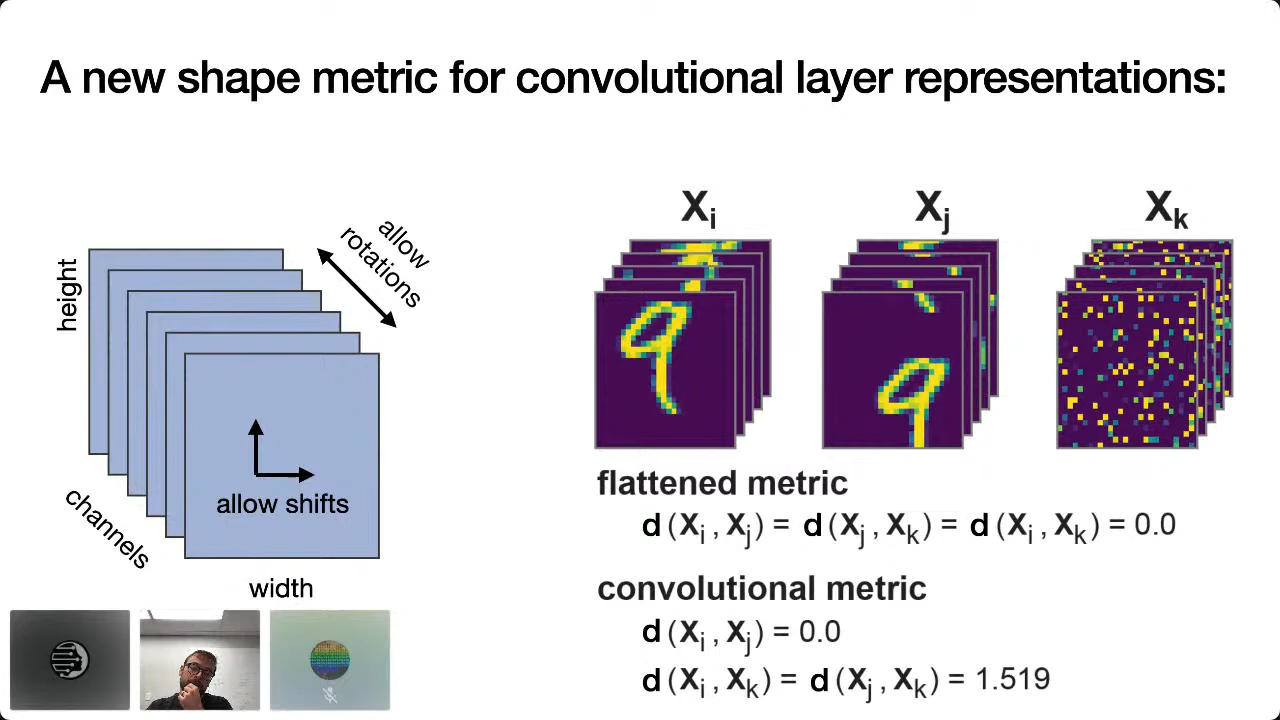 A new shape metric for convolutional layer representations:
height
allow
rotations
allow shifts
channels
width
Xi
Xj
Xk
flattened metric
d (Xi , Xj) = d (Xj , Xk) = d (Xi , Xk) = 0.0
convolutional metric
d (Xi , Xj) = 0.0
d (Xi , Xk) = d (Xj , Xk) = 1.519